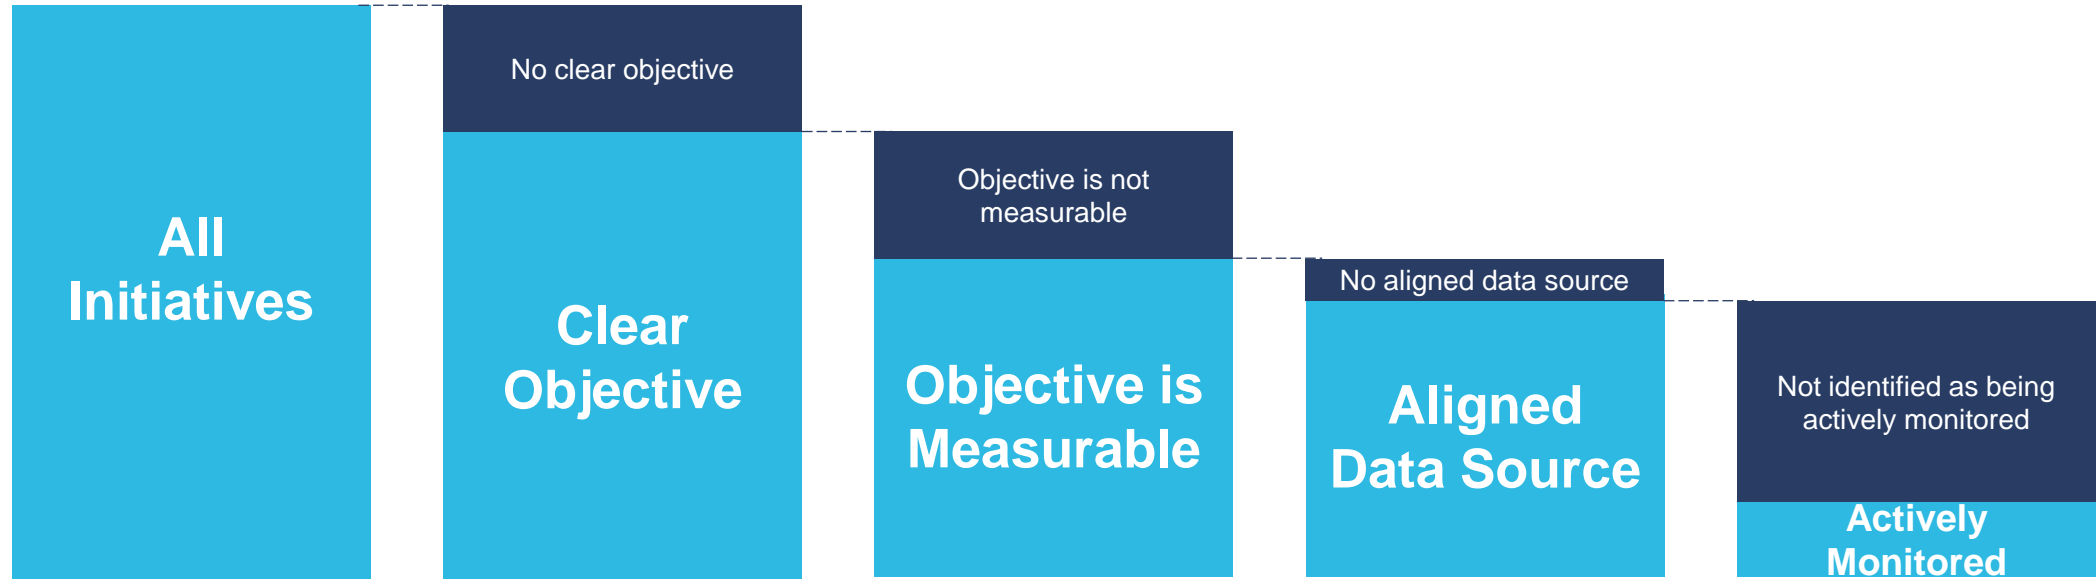 All
Initiatives
No clear objective
Clear
Objective
Objective is not
measurable
Objective is
Measurable
No aligned data source
Aligned
Data Source
Not identified as being
actively monitored
Actively
Monitored